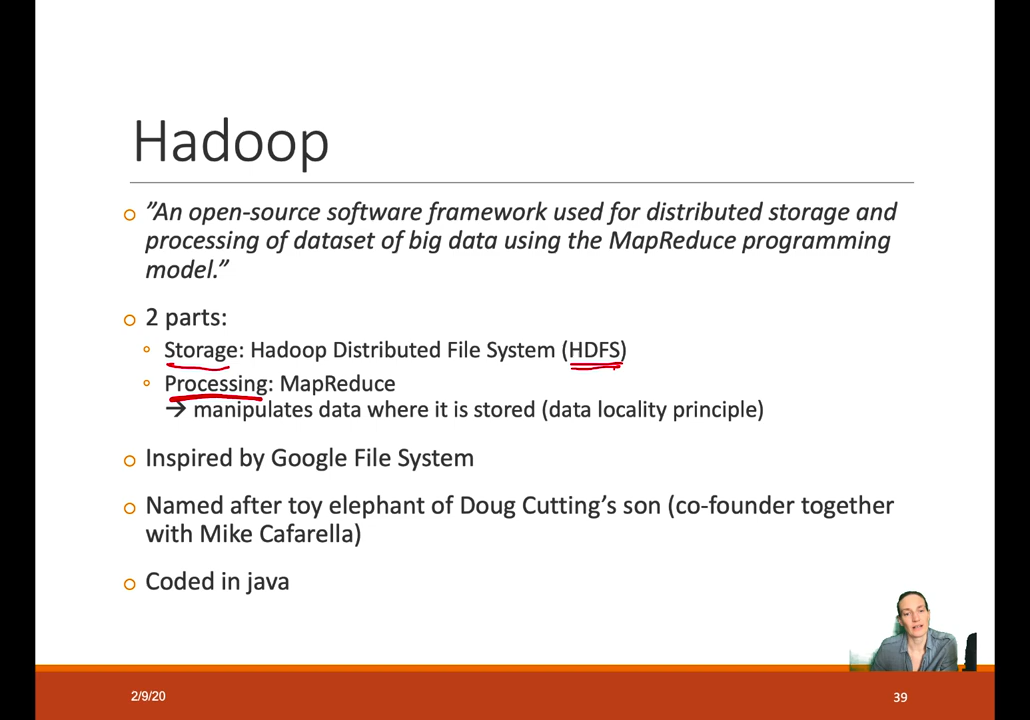 Hadoop
○ ”An open-source software framework used for distributed storage and
processing of dataset of big data using the MapReduce programming
model.”
○ 2 parts:
◦ Storage: Hadoop Distributed File System (HDFS)
◦ Processing: MapReduce
→ manipulates data where it is stored (data locality principle)
○ Inspired by Google File System
○ Named after toy elephant of Doug Cutting’s son (co-founder together
with Mike Cafarella)
○ Coded in java
2/9/20
39